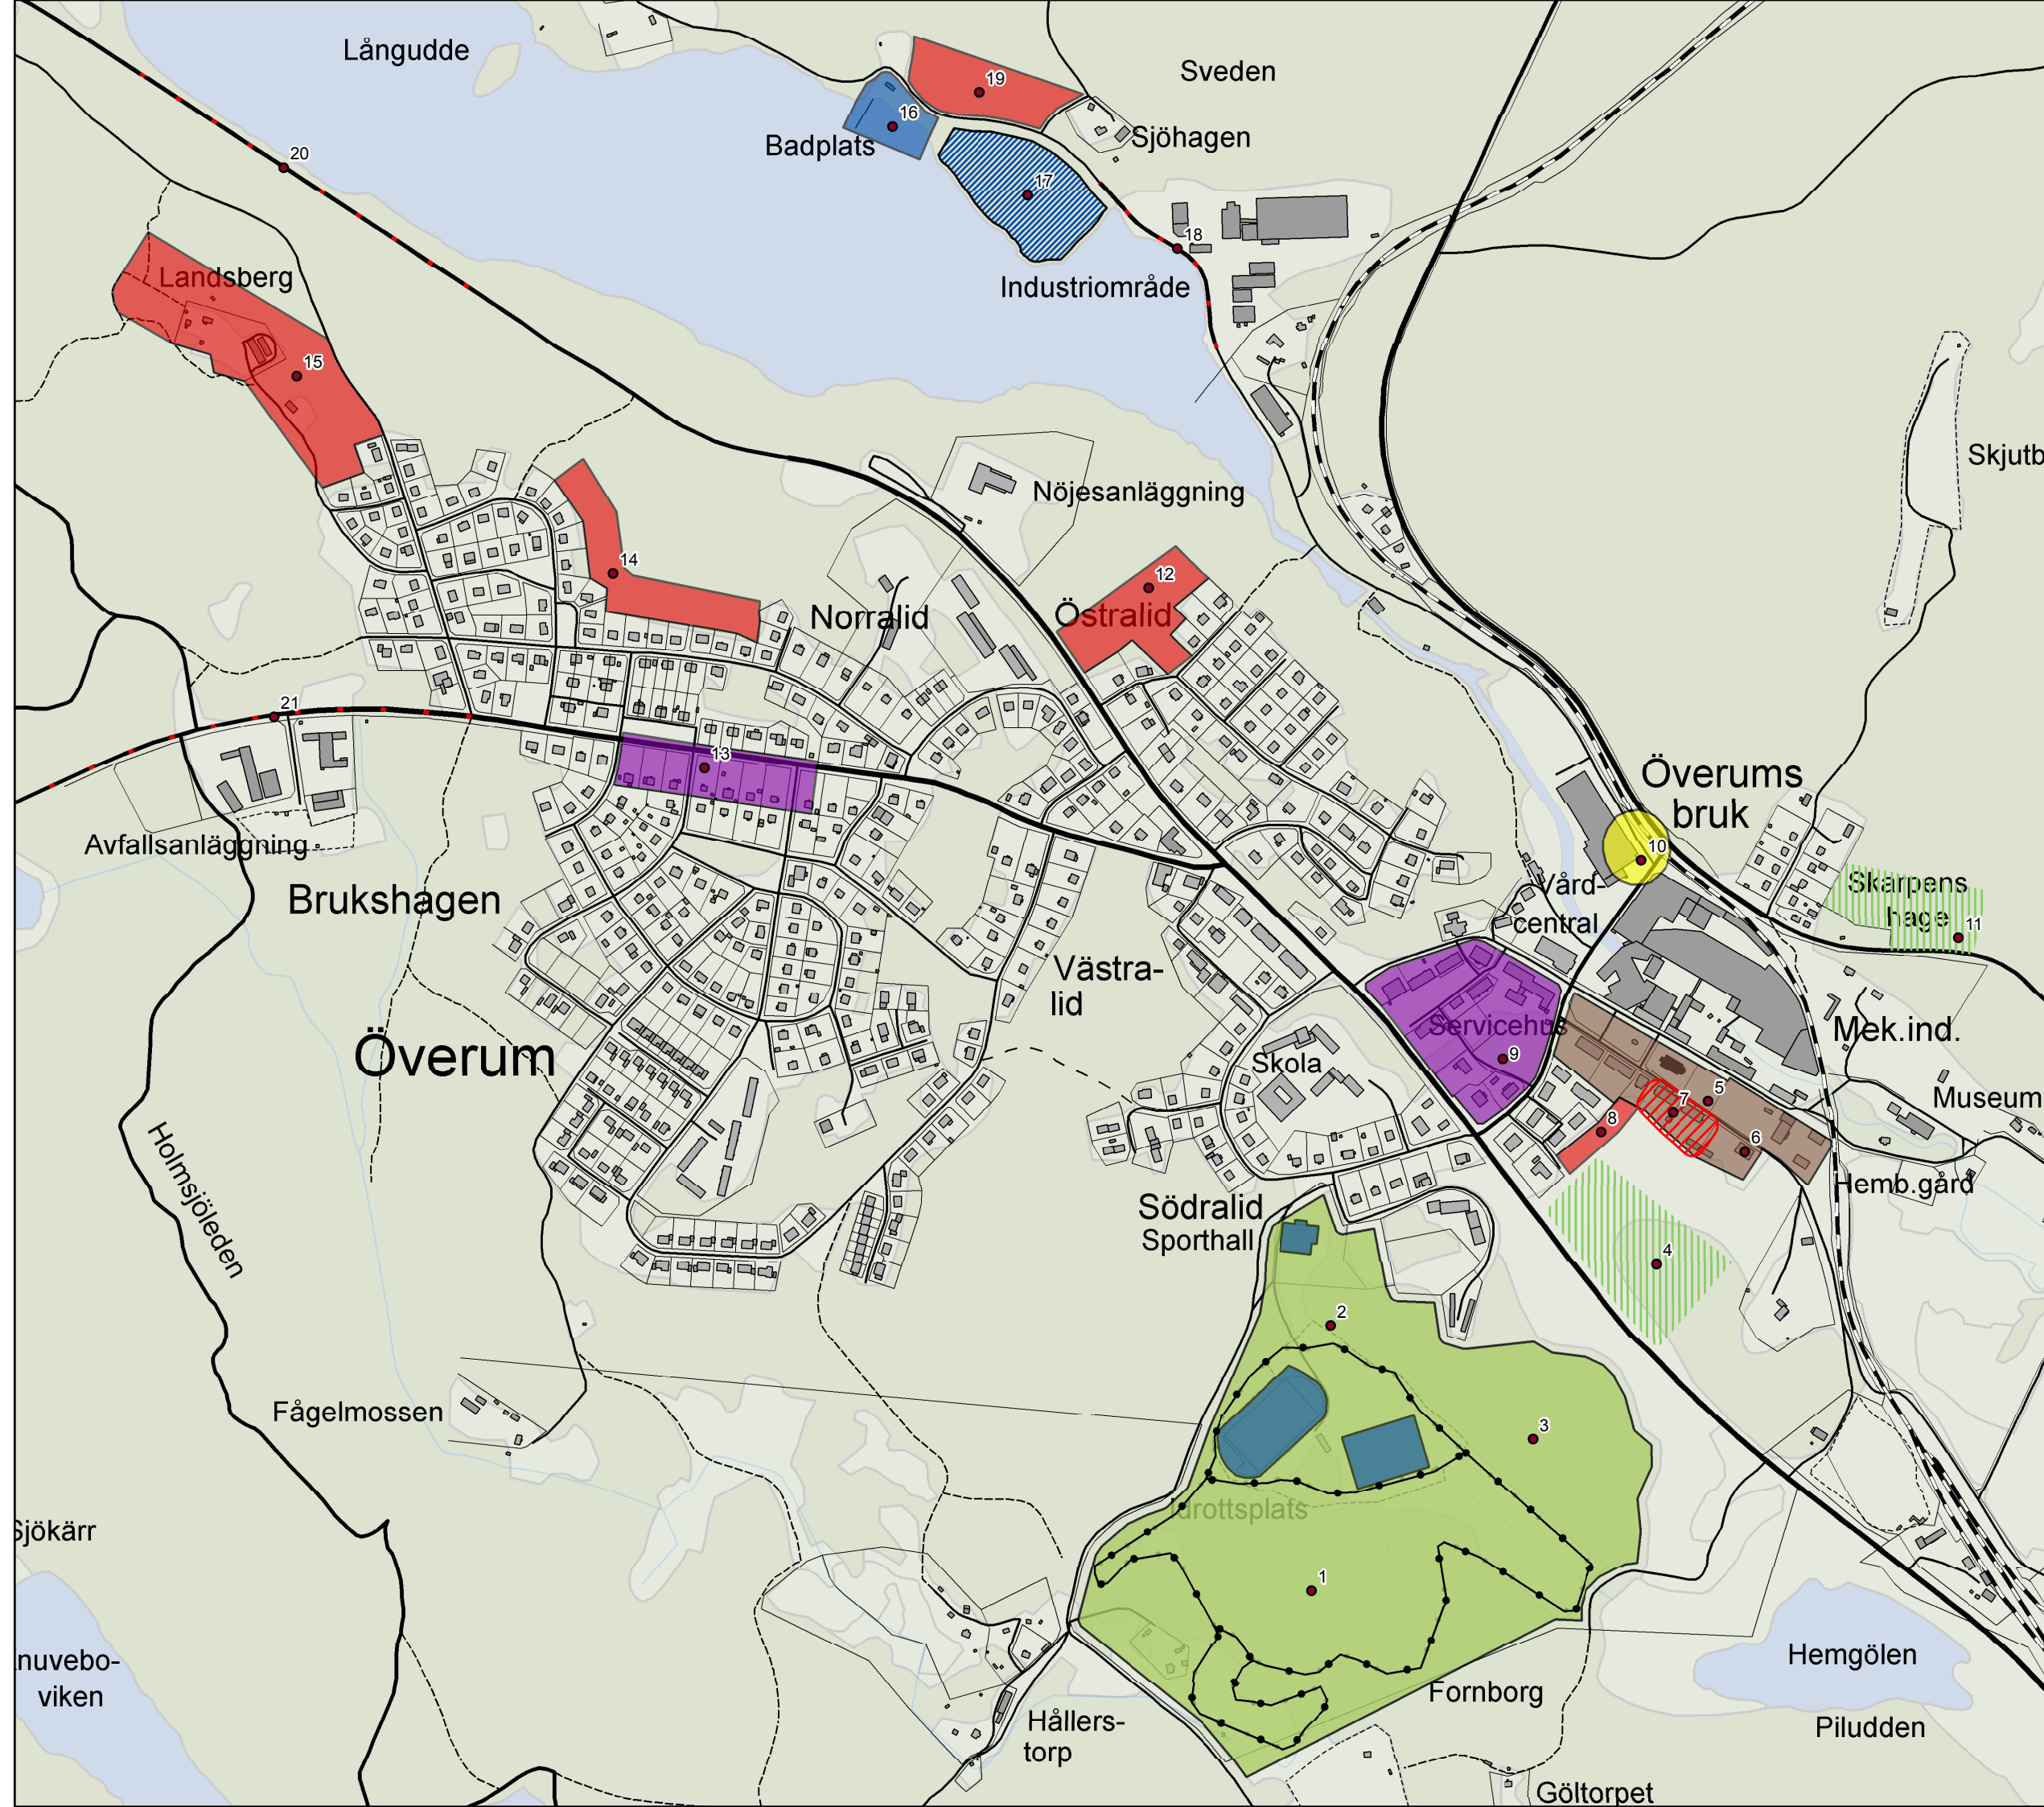 Långudde
Sveden
19
16
Badplats
Sjöhagen
20
17
18
Landsberg
Industriområde
15
Skjutb
Nöjesanläggning
14
12
Norralid
Östralid
21
13
Överums
bruk
Avfallsanläggning
10
Brukshagen
Vård-
central
Skarpens
hage
11
Västra-
lid
Servicehus
Mek.ind.
Överum
Skola
9
5
7
8
6
Museum
Holmsjöleden
Hemb.gård
Södralid
Sporthall
4
2
Fågelmossen
3
Idrottsplats
Sjökärr
1
Hemgölen
nuvebo-
viken
Fornborg
Hållers-
torp
Piludden
Göltorpet